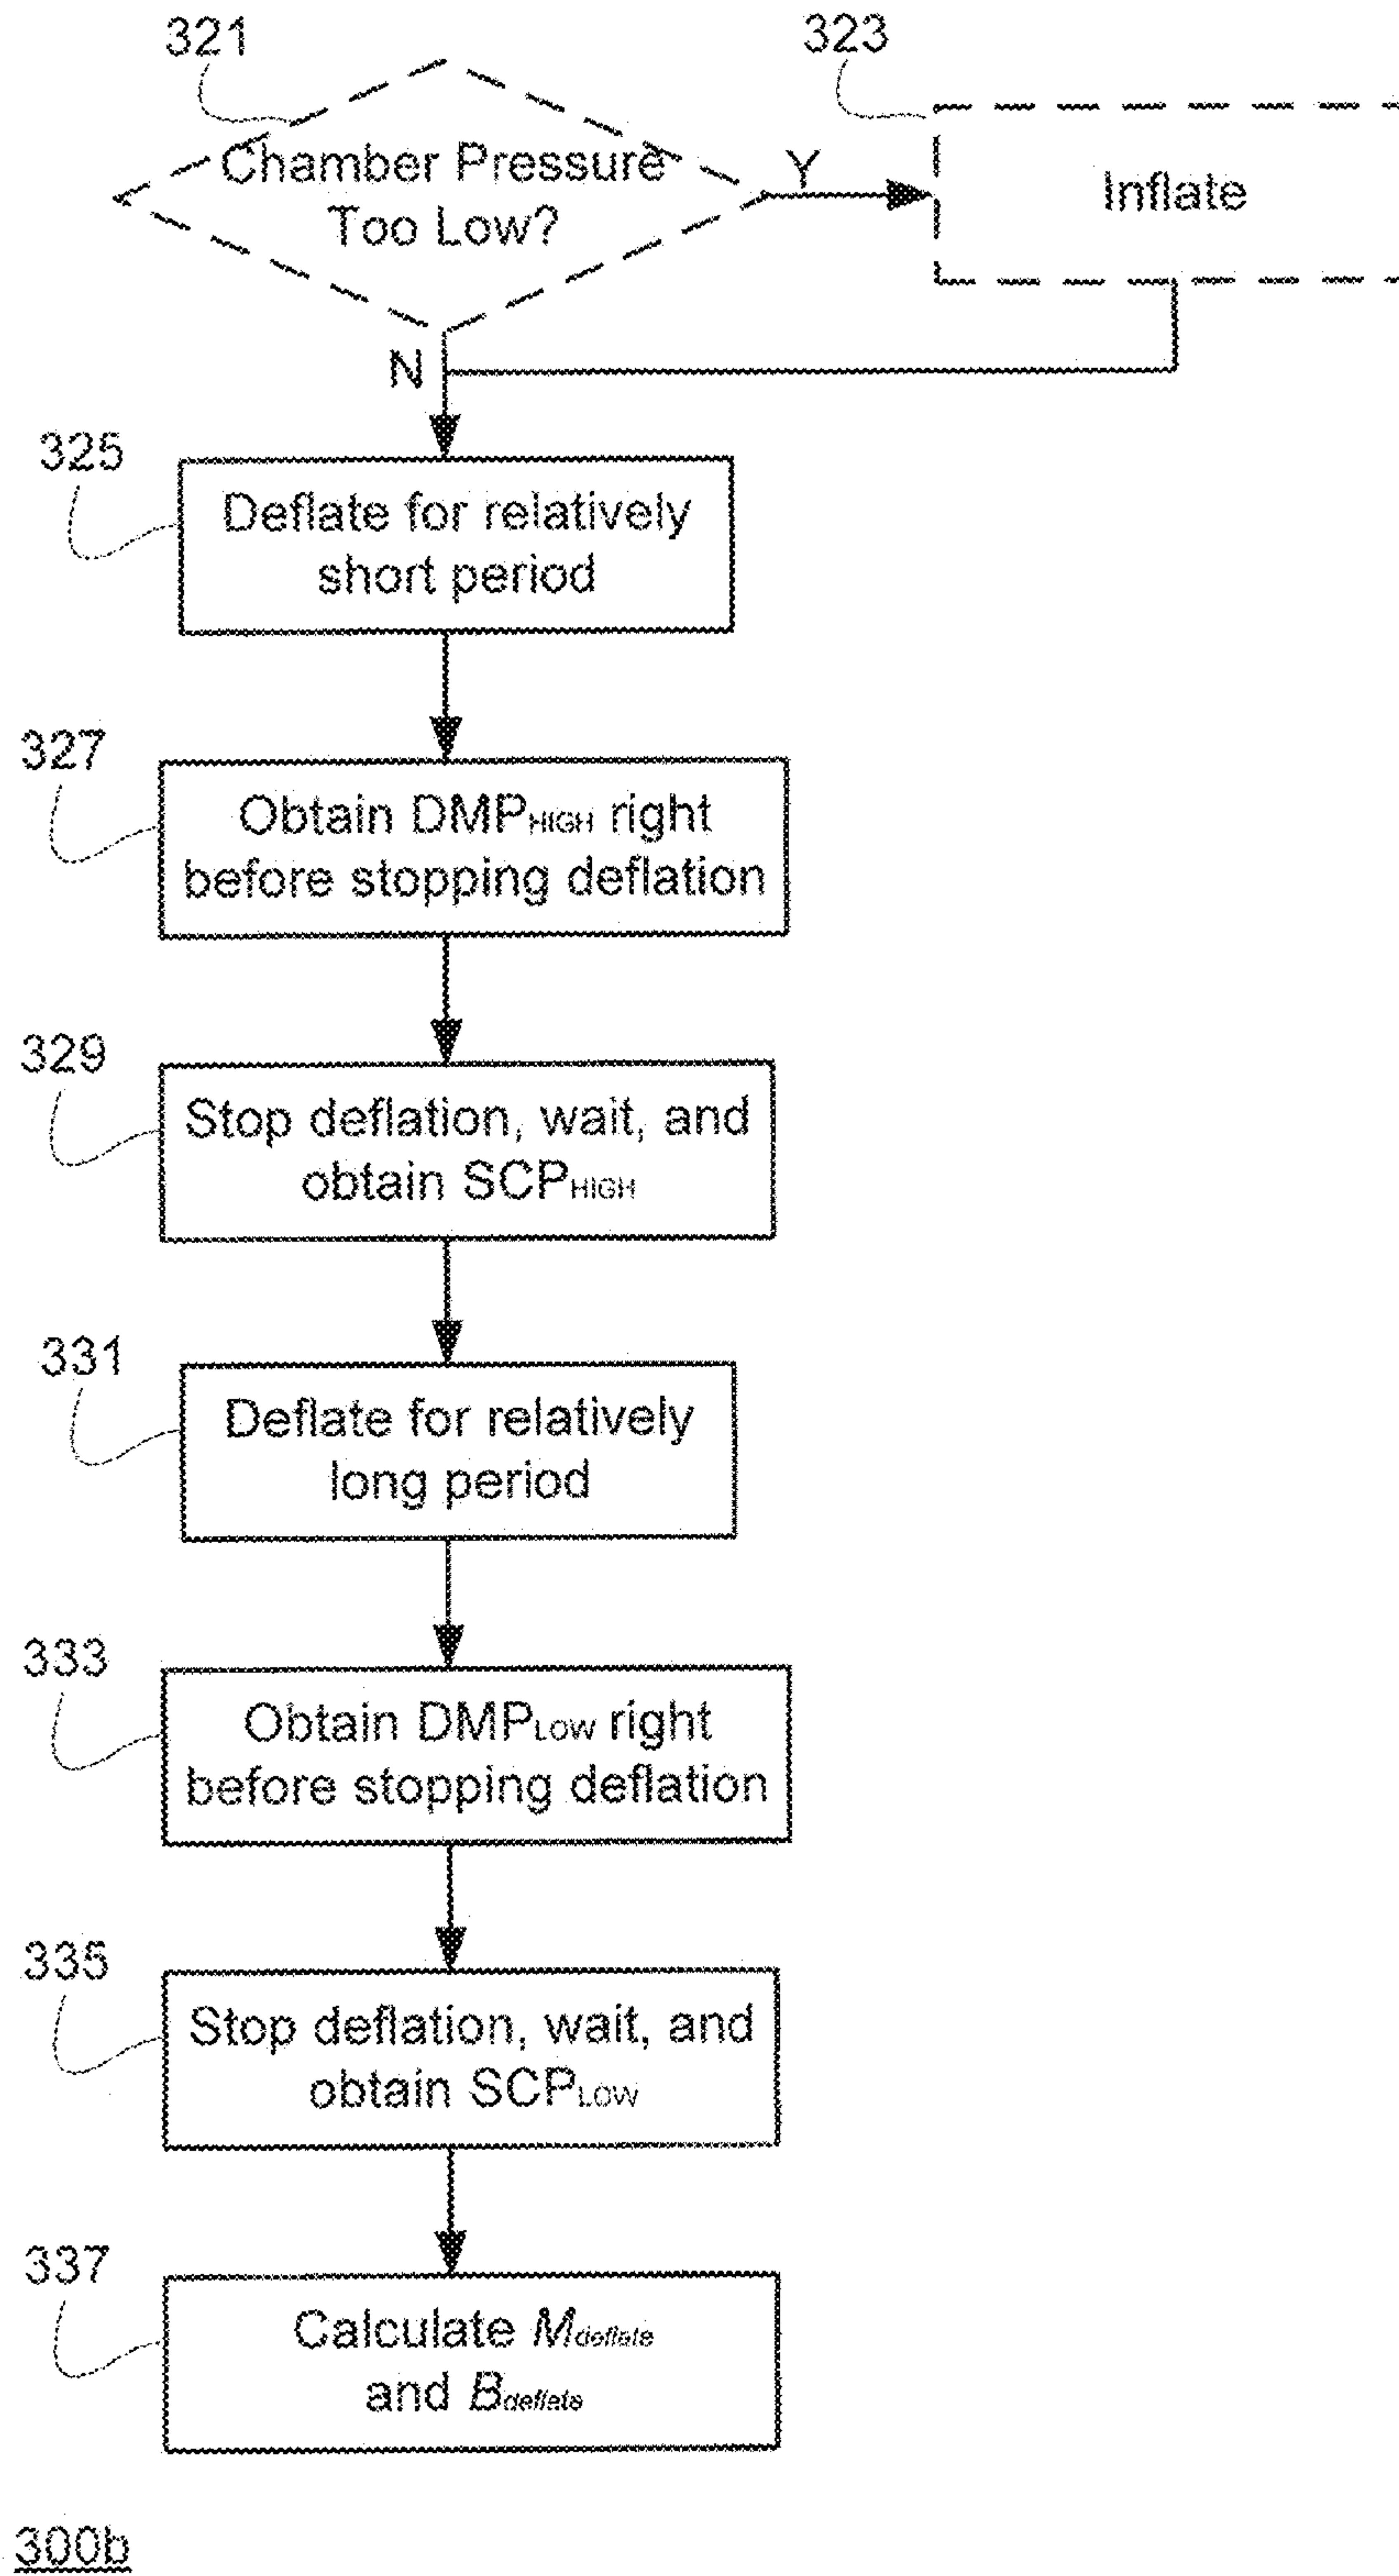 321
Chamber Pressure
Too Low?
Y
323
Inflate
N
325
Deflate for relatively
short period
327
Obtain DMPHIGH right
before stopping deflation
329
Stop deflation, wait, and
obtain SCPHIGH
331
Deflate for relatively
long period
333
Obtain DMPLOW right
before stopping deflation
335
Stop deflation, wait, and
obtain SCPLOW
337
Calculate Mdeflate
and Bdeflate
300b